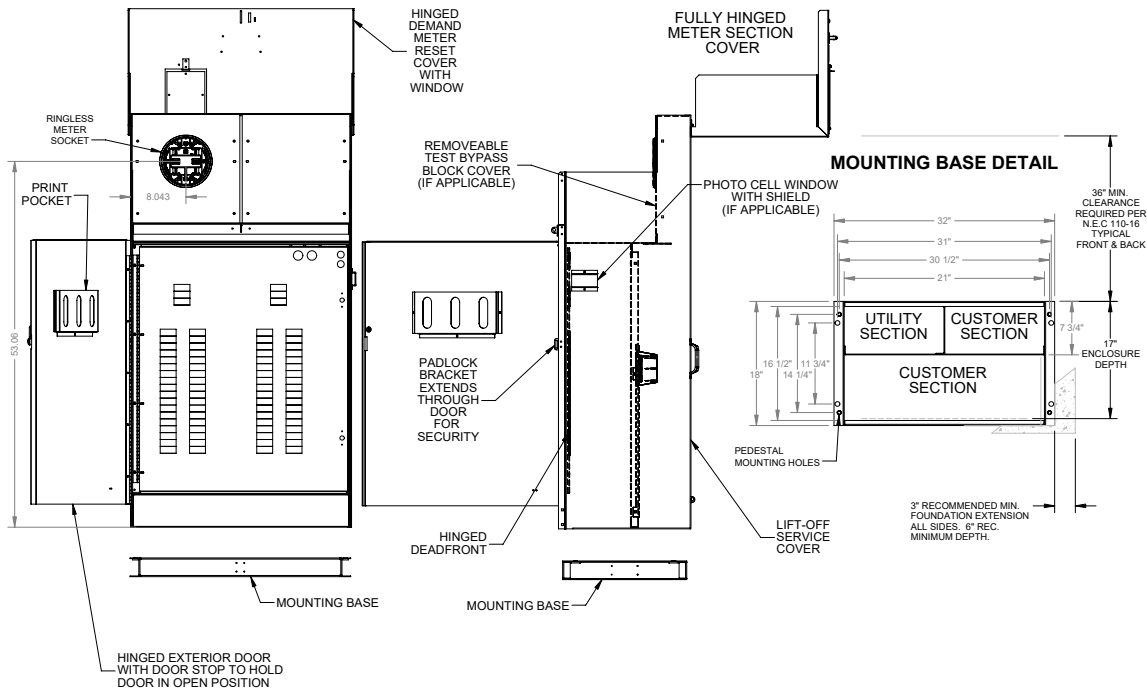 HINGED
DEMAND
METER
RESET
COVER
WITH
WINDOW
FULLY HINGED
METER SECTION
COVER
RINGLESS
METER
SOCKET
PRINT
POCKET
8.043
53.06
REMOVEABLE
TEST BYPASS
BLOCK COVER
(IF APPLICABLE)
PHOTO CELL WINDOW
WITH SHIELD
(IF APPLICABLE)
PADLOCK
BRACKET
EXTENDS
THROUGH
DOOR
FOR
SECURITY
HINGED
DEADFRONT
LIFT-OFF
SERVICE
COVER
MOUNTING BASE
MOUNTING BASE
HINGED EXTERIOR DOOR
WITH DOOR STOP TO HOLD
DOOR IN OPEN POSITION
MOUNTING BASE DETAIL
36" MIN.
CLEARANCE
REQUIRED PER
N.E.C 110-16
TYPICAL
FRONT & BACK
32"
31"
30 1/2"
21"
UTILITY
SECTION
CUSTOMER
SECTION
CUSTOMER
SECTION
7 3/4"
17"
ENCLOSURE
DEPTH
18"
16 1/2"
14 1/4"
11 3/4"
PEDESTAL
MOUNTING HOLES
3" RECOMMENDED MIN.
FOUNDATION EXTENSION
ALL SIDES. 6" REC.
MINIMUM DEPTH.